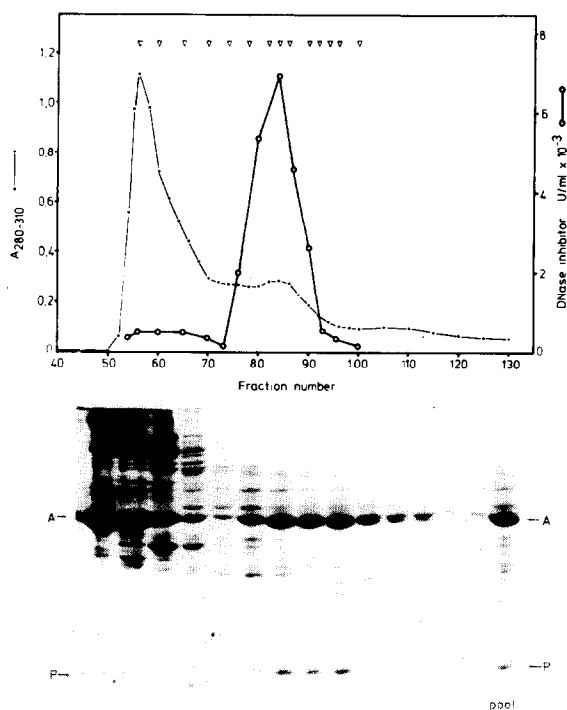 1,2
1,0
0,8
0,6
0,4
0,2
0
A280-310
8
6
4
2
0
DNase inhibitor U/ml x 10-3
40 50 60 70 80 90 100 110 120 130
Fraction number
A→ –A
P→ –P
pool